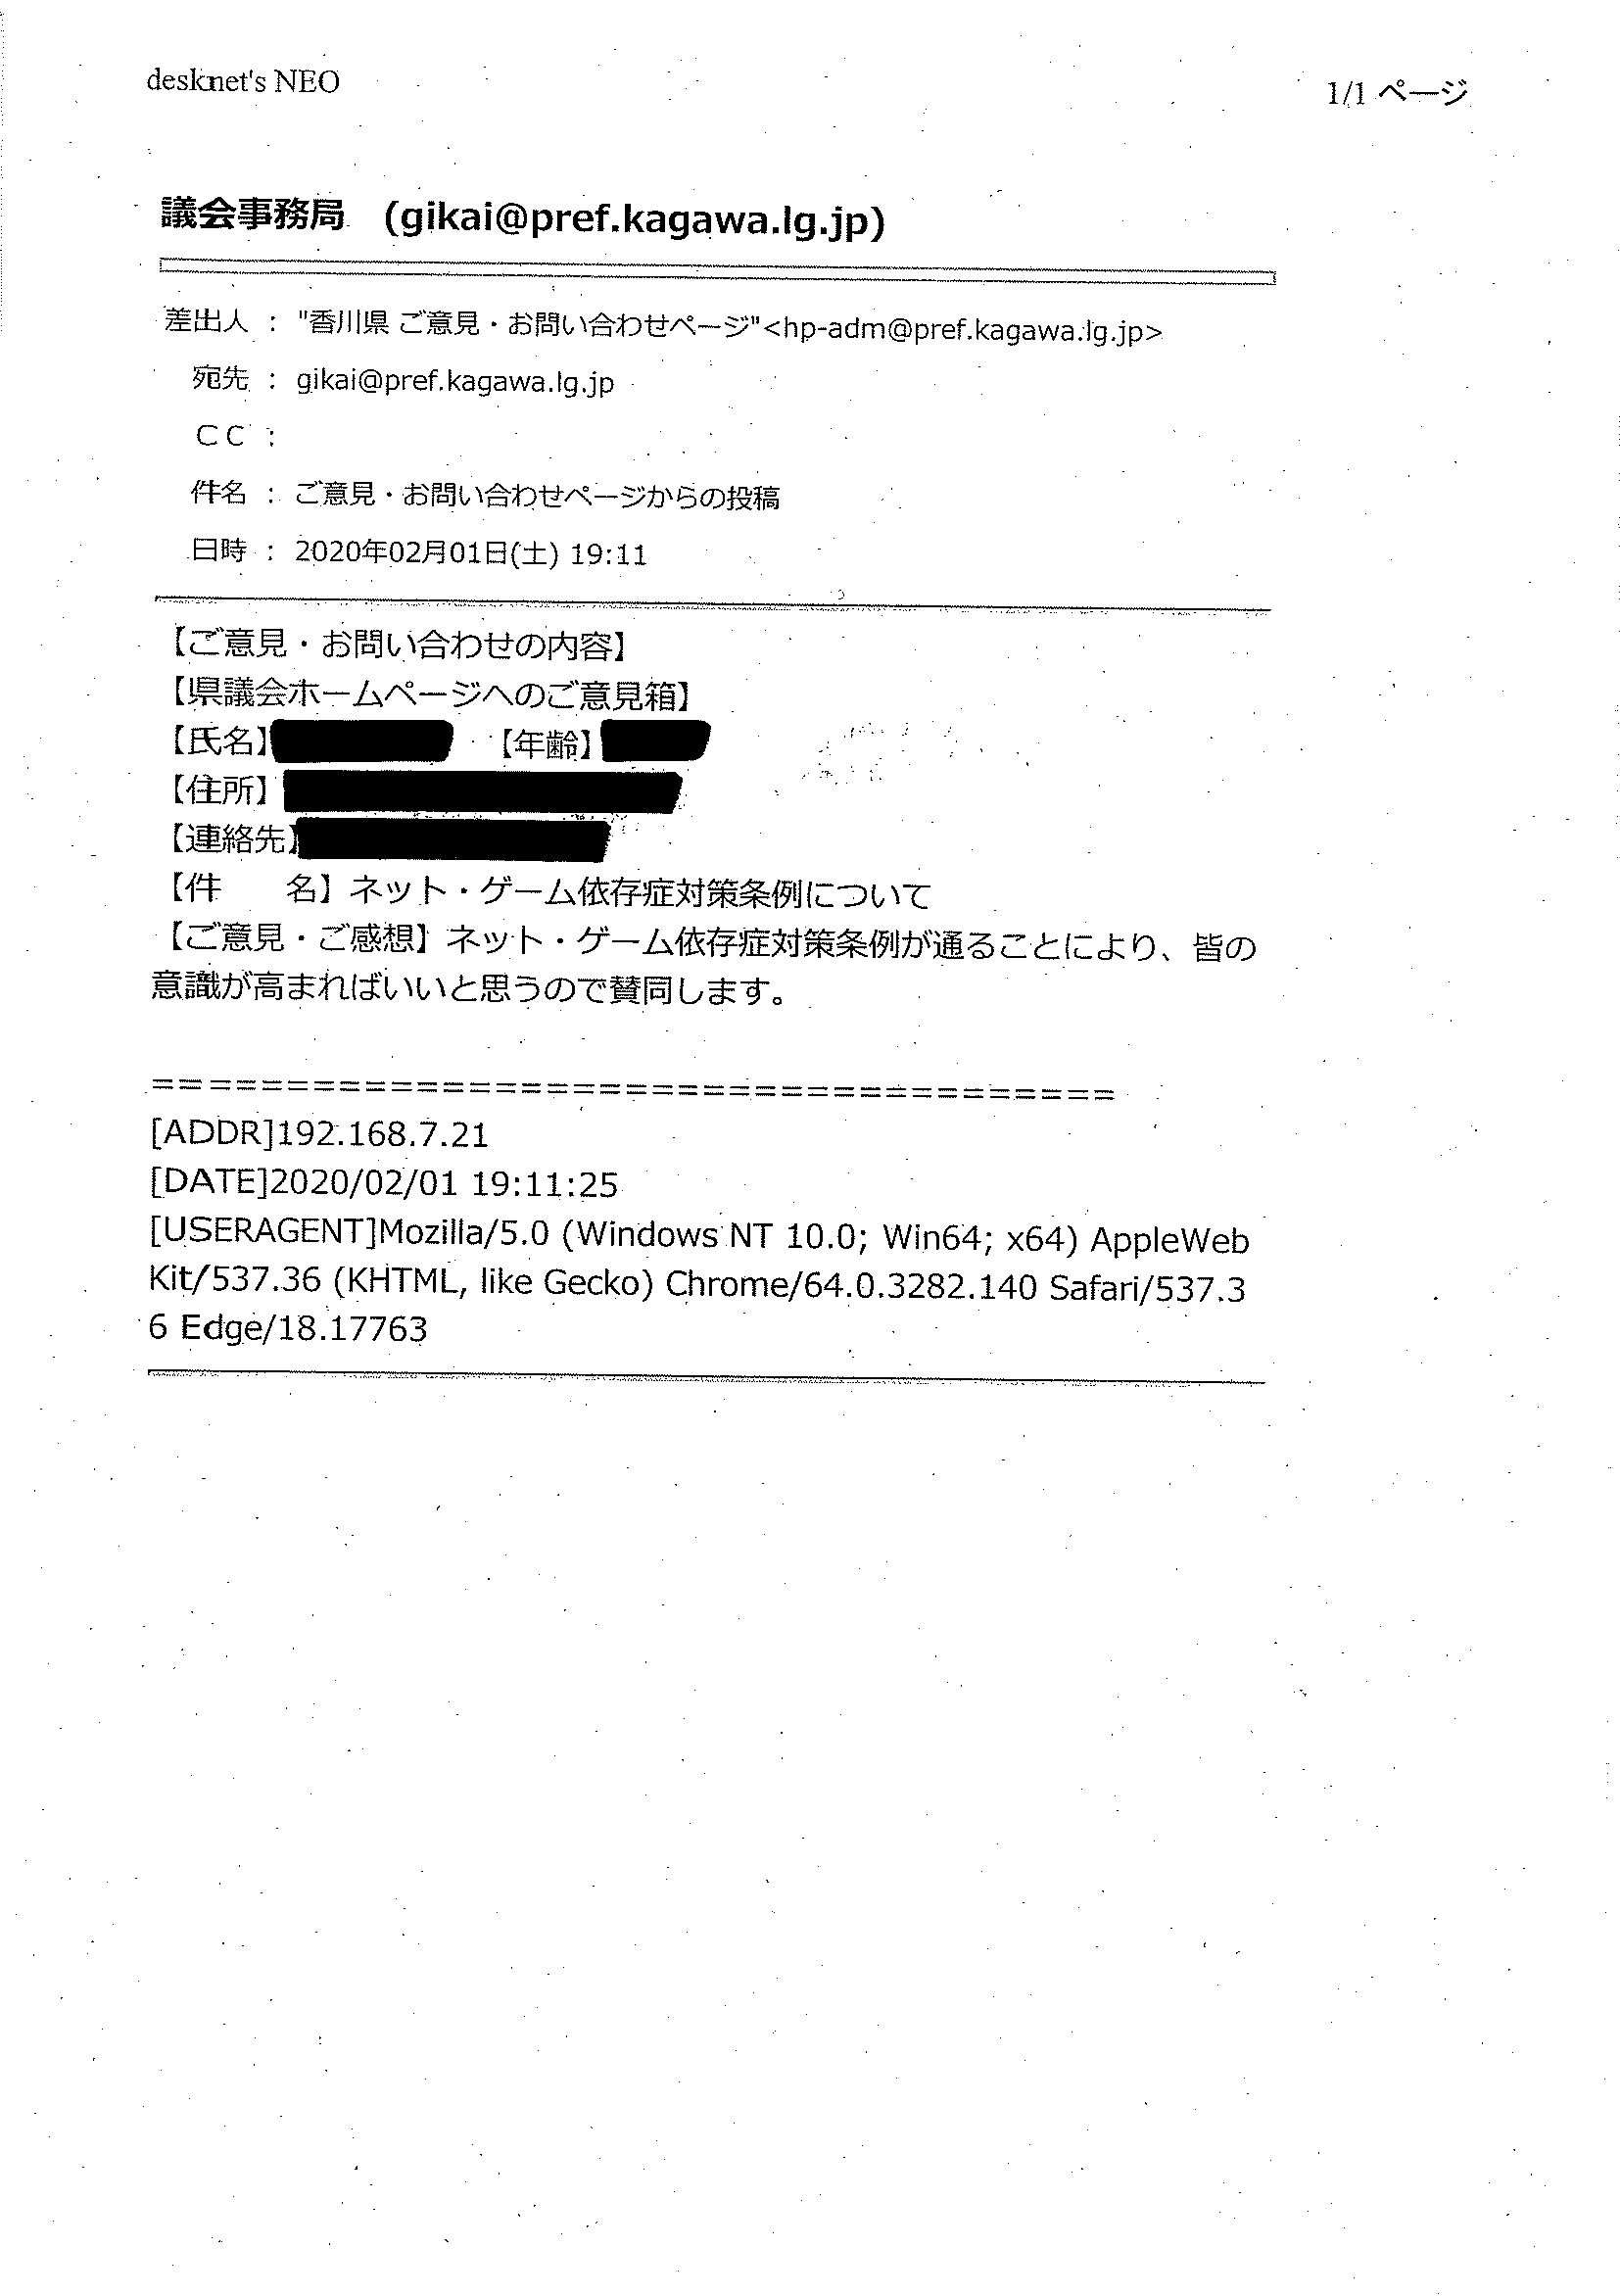 desknet's NEO
1/1 ページ
議会事務局 (gikai@pref.kagawa.lg.jp)
差出人 ： "香川県 ご意見・お問い合わせページ"<hp-adm@pref.kagawa.lg.jp>
宛先 ： gikai@pref.kagawa.lg.jp
ＣＣ ：
件名 ： ご意見・お問い合わせページからの投稿
日時 ： 2020年02月01日(土) 19:11
【ご意見・お問い合わせの内容】
【県議会ホームページへのご意見箱】
【氏名】 【年齢】
【住所】
【連絡先】
【件　　名】ネット・ゲーム依存症対策条例について
【ご意見・ご感想】ネット・ゲーム依存症対策条例が通ることにより、皆の
意識が高まればいいと思うので賛同します。
=====================================
[ADDR]192.168.7.21
[DATE]2020/02/01 19:11:25
[USERAGENT]Mozilla/5.0 (Windows NT 10.0; Win64; x64) AppleWeb
Kit/537.36 (KHTML, like Gecko) Chrome/64.0.3282.140 Safari/537.3
6 Edge/18.17763